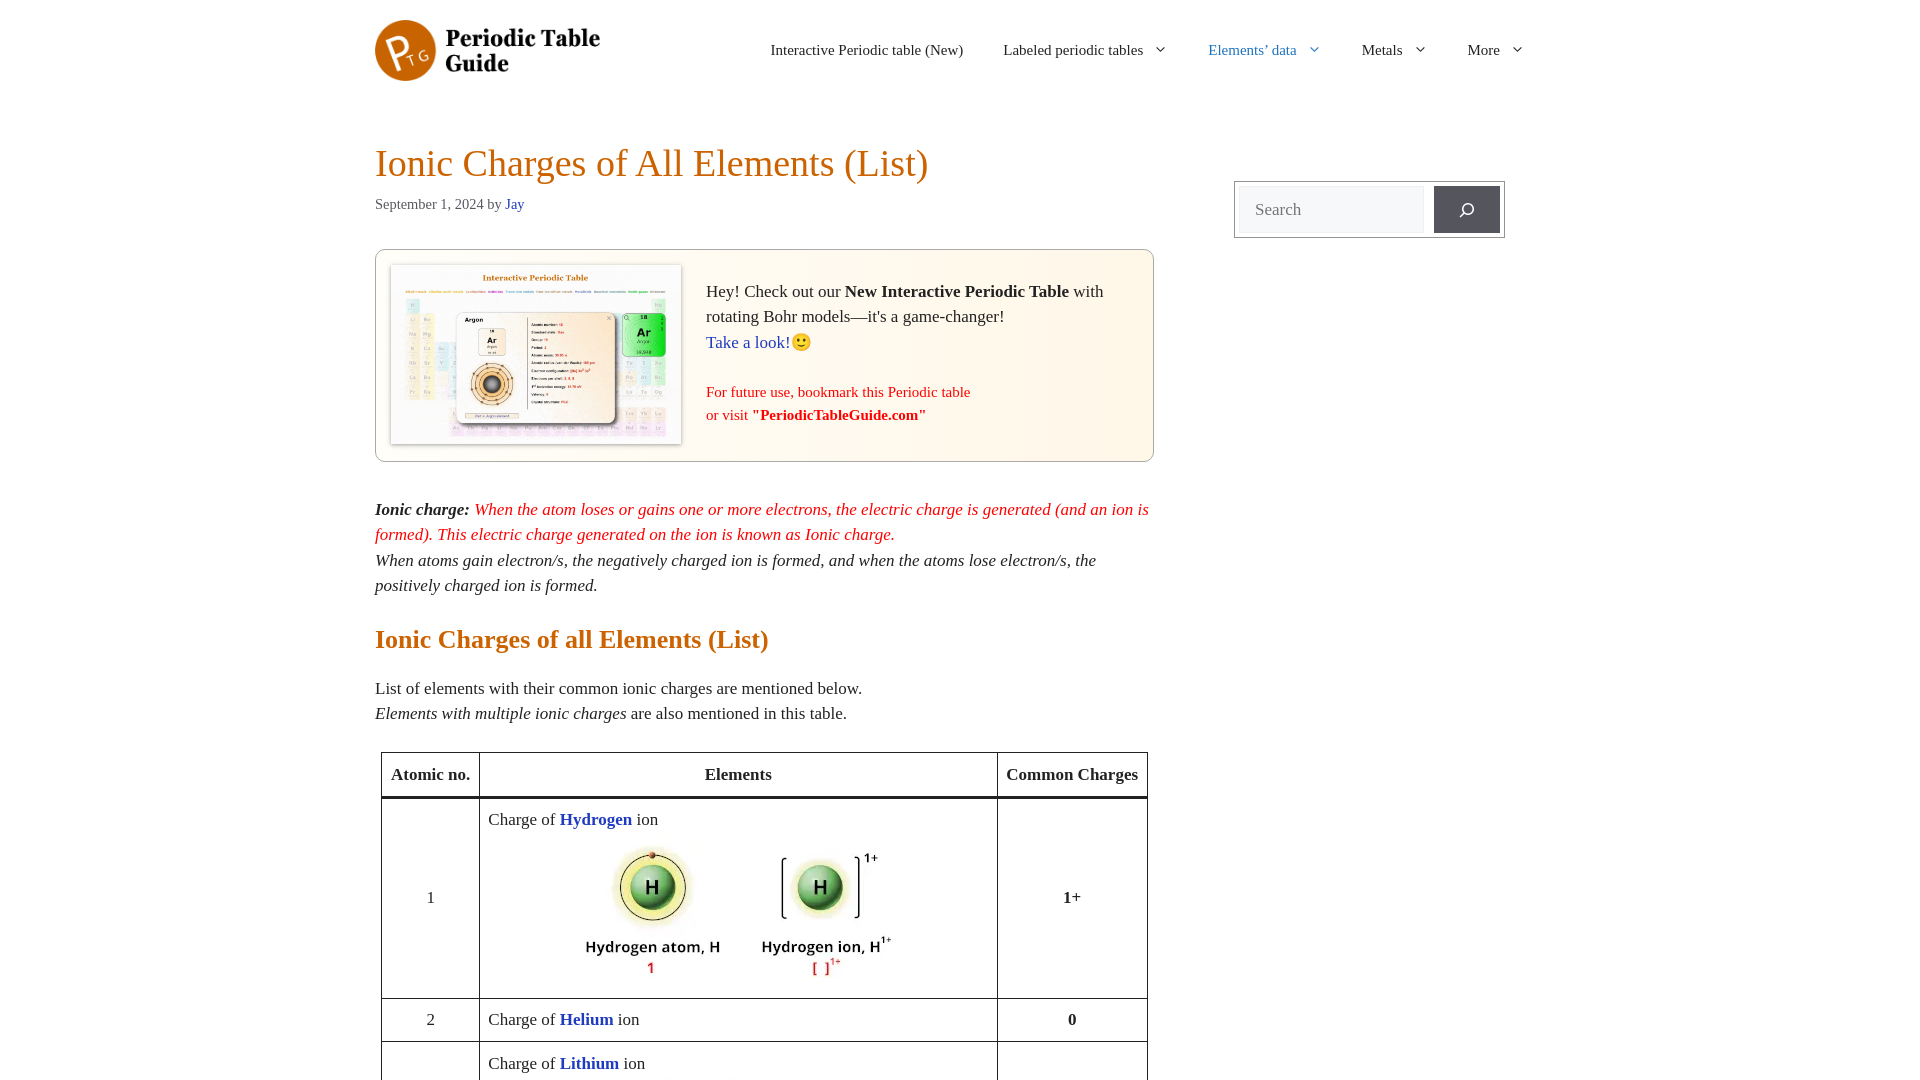 Periodic Table
Guide
Interactive Periodic table (New)
Labeled periodic tables
Elements’ data
Metals
More
Ionic Charges of All Elements (List)
September 1, 2024 by Jay
Search
Interactive Periodic Table
Argon
18
Ar
Argon
Hey! Check out our New Interactive Periodic Table with
rotating Bohr models—it's a game-changer!
Take a look!🙂
For future use, bookmark this Periodic table
or visit "PeriodicTableGuide.com"
Ionic charge: When the atom loses or gains one or more electrons, the electric charge is generated (and an ion is
formed). This electric charge generated on the ion is known as Ionic charge.
When atoms gain electron/s, the negatively charged ion is formed, and when the atoms lose electron/s, the
positively charged ion is formed.
Ionic Charges of all Elements (List)
List of elements with their common ionic charges are mentioned below.
Elements with multiple ionic charges are also mentioned in this table.
Atomic no. Elements Common Charges
Charge of Hydrogen ion
H [H]1+
1 1+
Hydrogen atom, H Hydrogen ion, H1+
1 [ ]1+
2 Charge of Helium ion 0
Charge of Lithium ion